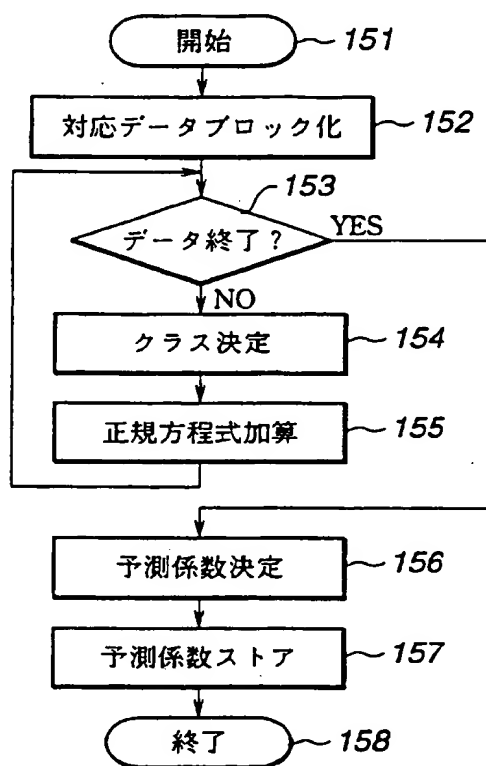 開始 151
対応データブロック化 152
153
データ終了? YES
NO
クラス決定 154
正規方程式加算 155
予測係数決定 156
予測係数ストア 157
終了 158